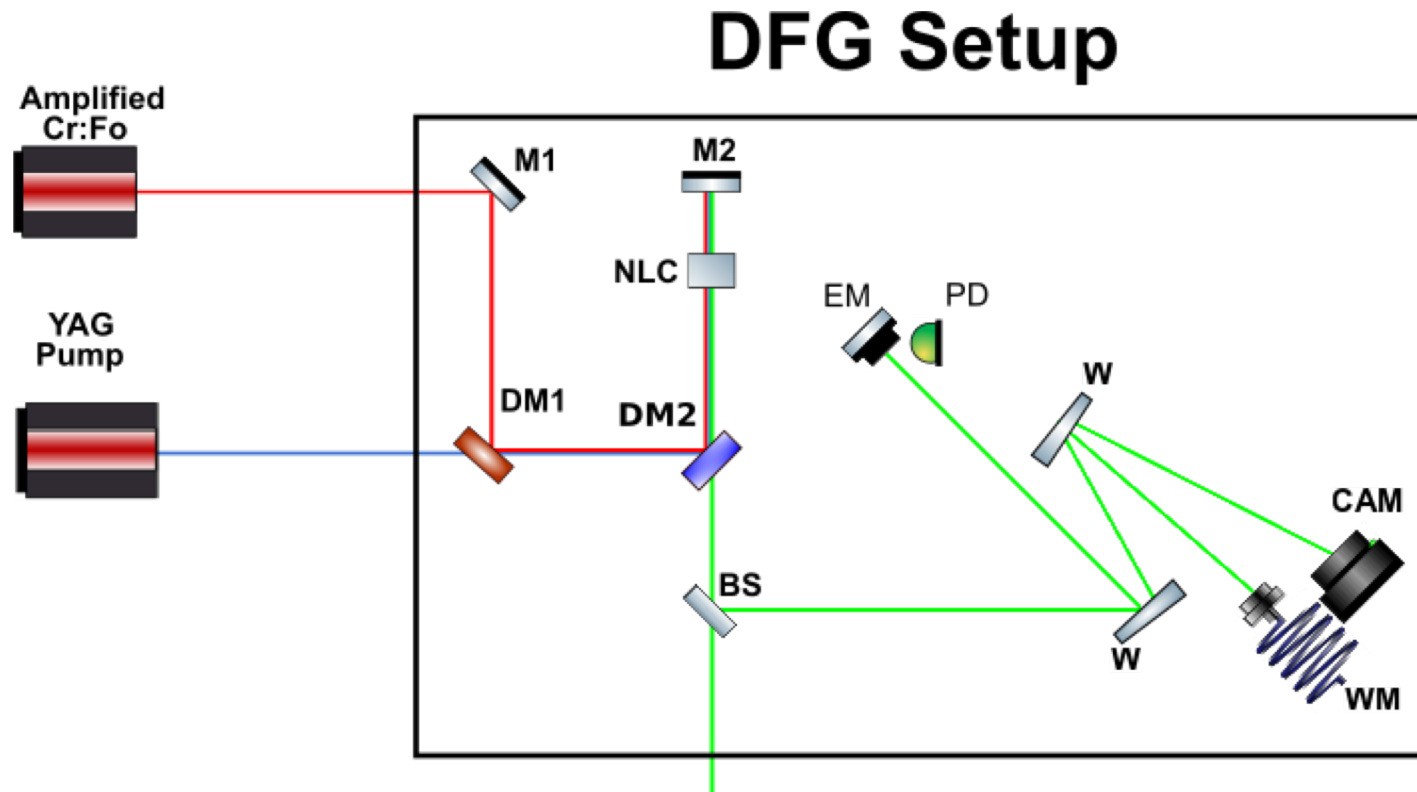 DFG Setup
Amplified
Cr:Fo
M1
M2
NLC
EM
PD
YAG
Pump
DM1
DM2
W
CAM
BS
W
WM